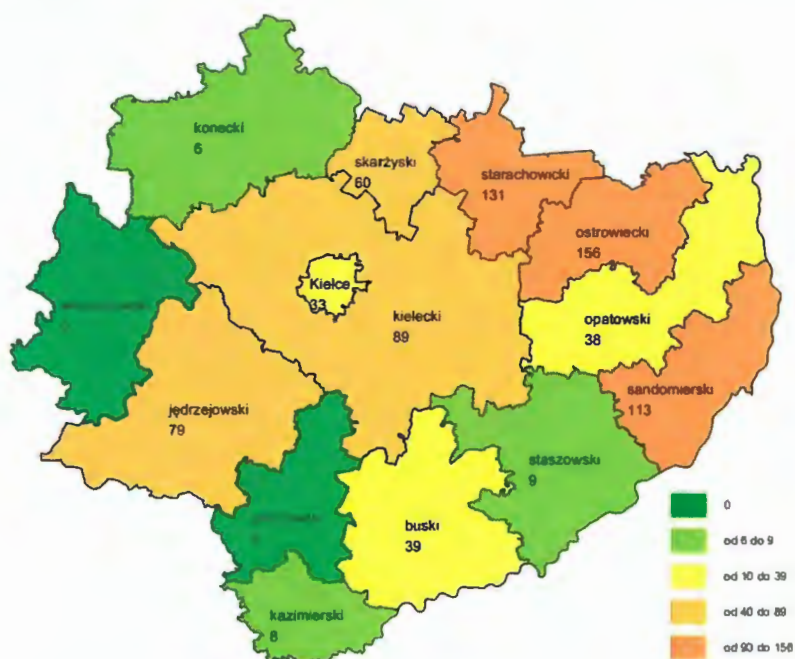 konecki
6
skarżyski
60
starachowicki
131
ostrowiecki
156
Kielce
33
kielecki
89
opatowski
38
jędrzejowski
79
sandomierski
113
staszowski
9
buski
39
kazimierski
8
0
od 6 do 9
od 10 do 39
od 40 do 89
od 90 do 156